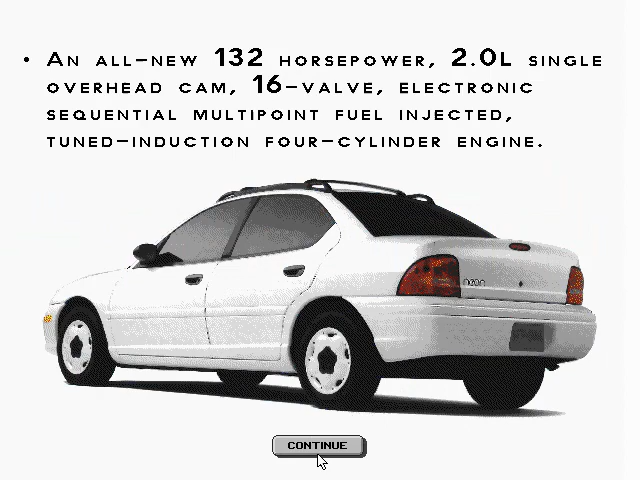 • An all-new 132 horsepower, 2.0L single
overhead cam, 16-valve, electronic
sequential multipoint fuel injected,
tuned-induction four-cylinder engine.
neon
CONTINUE